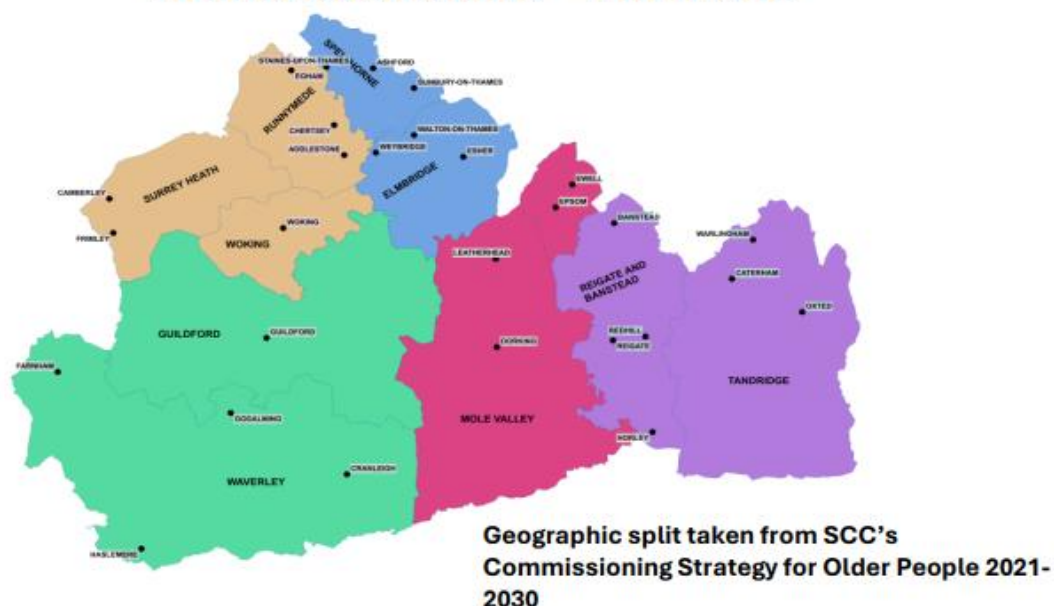 SPELTHORNE
STAINES-UPON-THAMES
ASHFORD
EGHAM
SUNBURY-ON-THAMES
RUNNYMEDE
CHERTSEY
WALTON-ON-THAMES
ADDLESTONE
WEYBRIDGE
ESHER
ELMBRIDGE
SURREY HEATH
CAMBERLEY
FRIMLEY
WOKING
WOKING
EWELL
EPSOM
BANSTEAD
LEATHERHEAD
WARLINGHAM
CATERHAM
REIGATE AND
BANSTEAD
OXTED
GUILDFORD
GUILDFORD
DORKING
REDHILL
REIGATE
FARNHAM
TANDRIDGE
GODALMING
MOLE VALLEY
HORLEY
CRANLEIGH
WAVERLEY
HASLEMERE
Geographic split taken from SCC's
Commissioning Strategy for Older People 2021-
2030